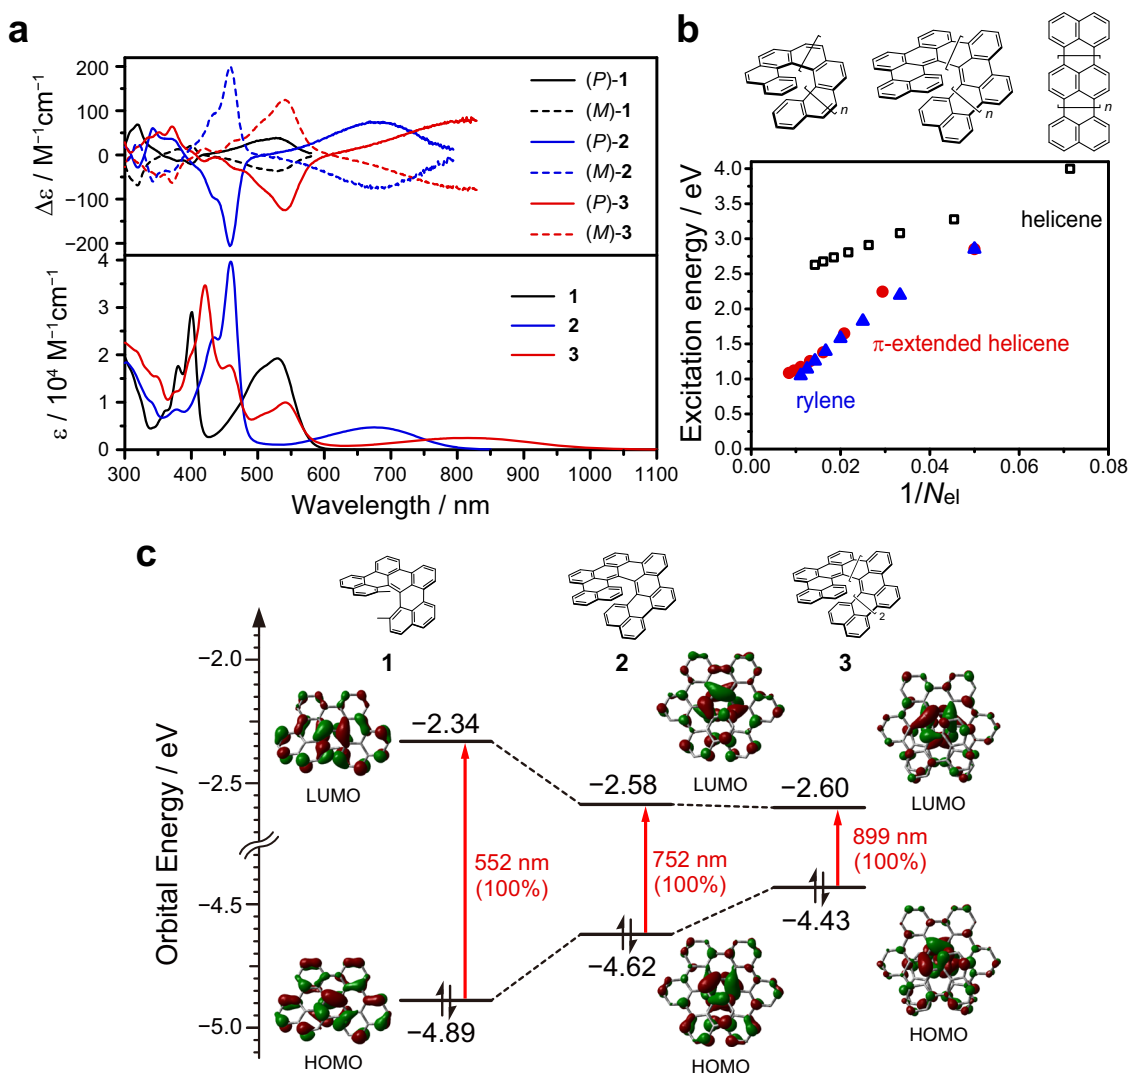 a
200
100
0
−100
−200
Δε / M⁻¹cm⁻¹
(P)-1
(M)-1
(P)-2
(M)-2
(P)-3
(M)-3
4
3
2
1
0
ε / 10⁴ M⁻¹cm⁻¹
1
2
3
300 400 500 600 700 800 900 1000 1100
Wavelength / nm
b
n
n
n
4.0
3.5
3.0
2.5
2.0
1.5
1.0
0.5
0.0
Excitation energy / eV
helicene
π-extended helicene
rylene
0.00 0.02 0.04 0.06 0.08
1/Nel
c
2
1 2 3
−2.0
−2.5
−4.5
−5.0
Orbital Energy / eV
−2.34
LUMO
552 nm
(100%)
−4.89
HOMO
−2.58
LUMO
752 nm
(100%)
−4.62
HOMO
−2.60
LUMO
899 nm
(100%)
−4.43
HOMO